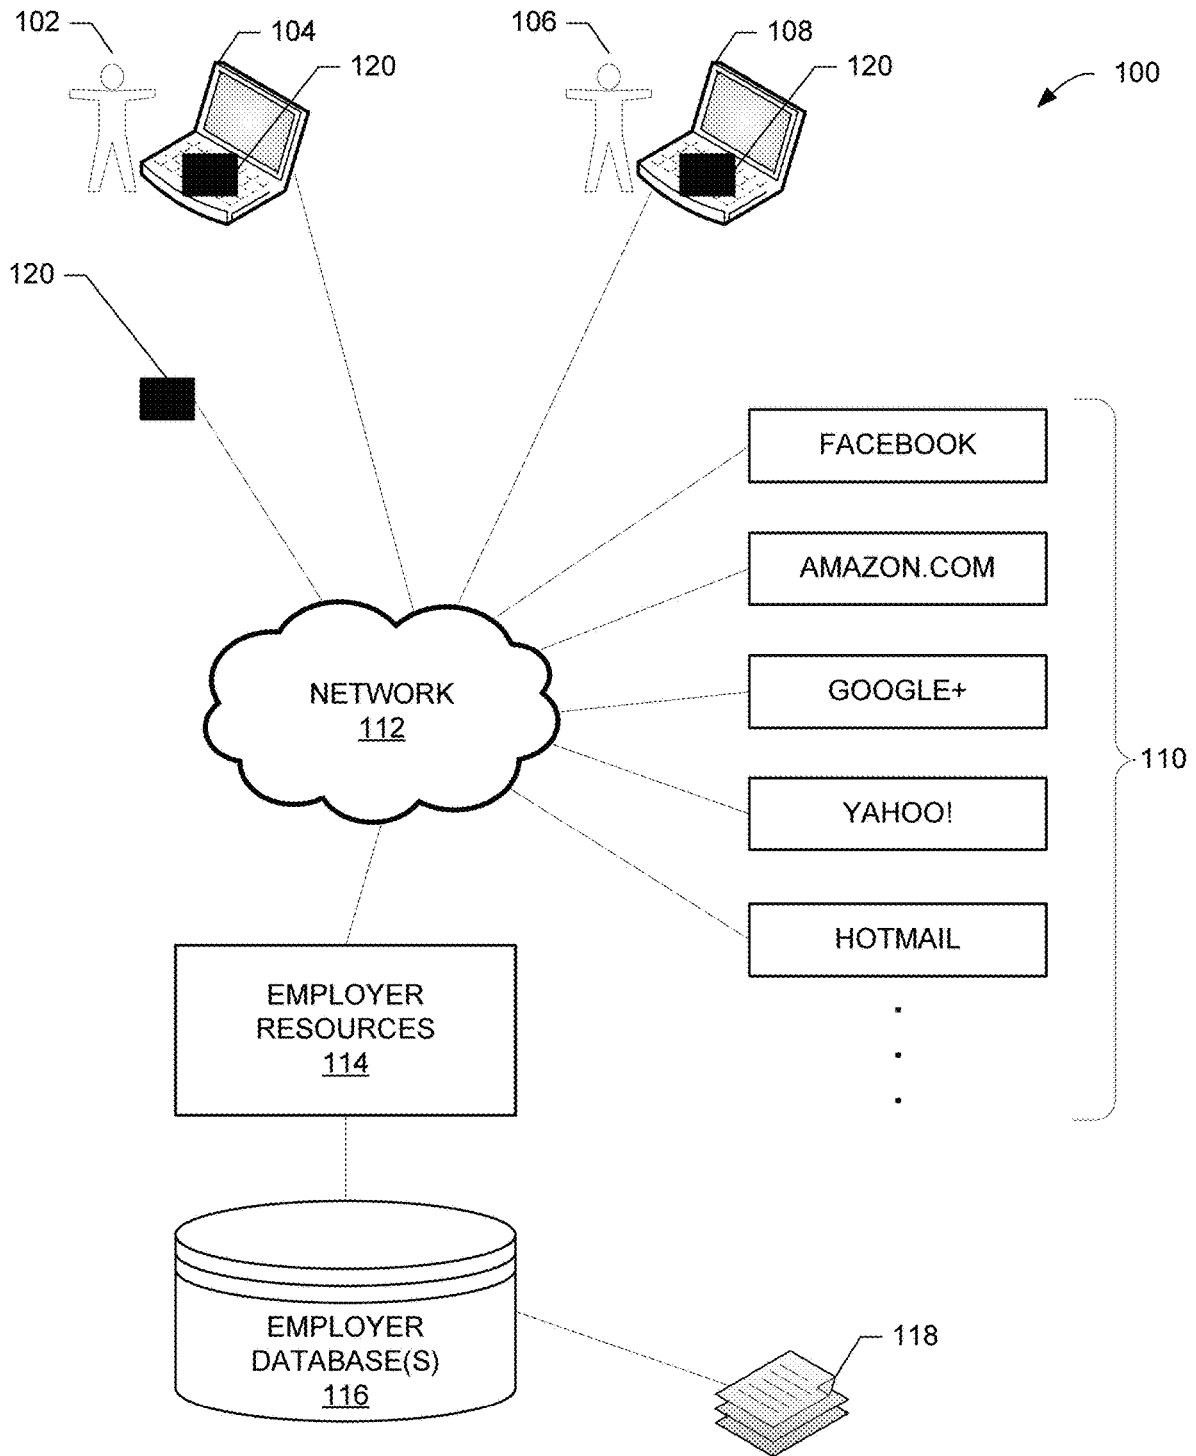 102
104
120
106
108
120
100
120
FACEBOOK
AMAZON.COM
GOOGLE+
YAHOO!
HOTMAIL
110
NETWORK
112
EMPLOYER
RESOURCES
114
EMPLOYER
DATABASE(S)
116
118